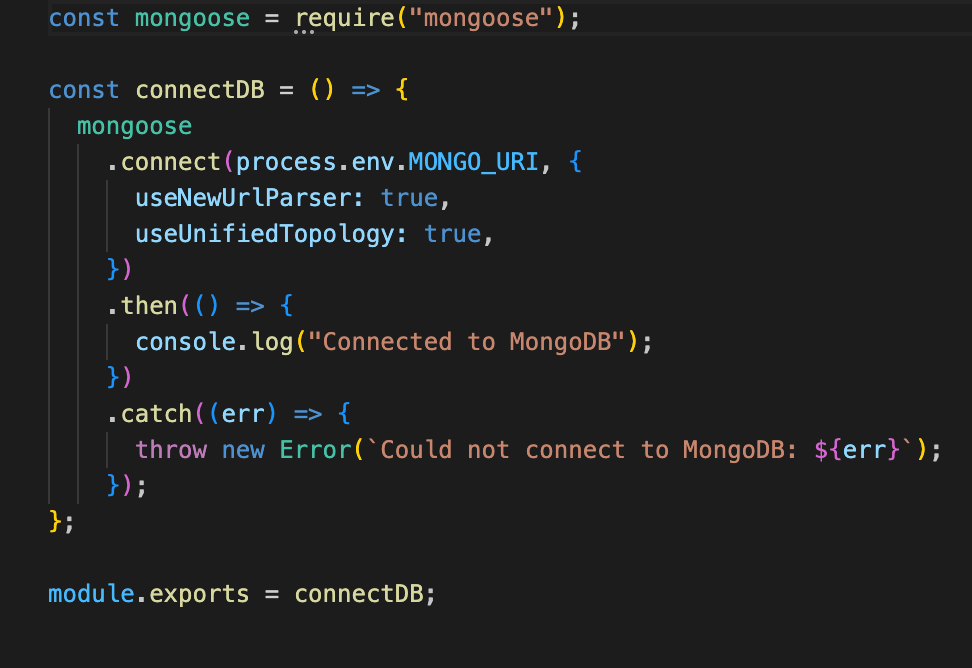 const mongoose = require("mongoose");
const connectDB = () => {
mongoose
.connect(process.env.MONGO_URI, {
useNewUrlParser: true,
useUnifiedTopology: true,
})
.then(() => {
console.log("Connected to MongoDB");
})
.catch((err) => {
throw new Error(`Could not connect to MongoDB: ${err}`);
});
};
module.exports = connectDB;